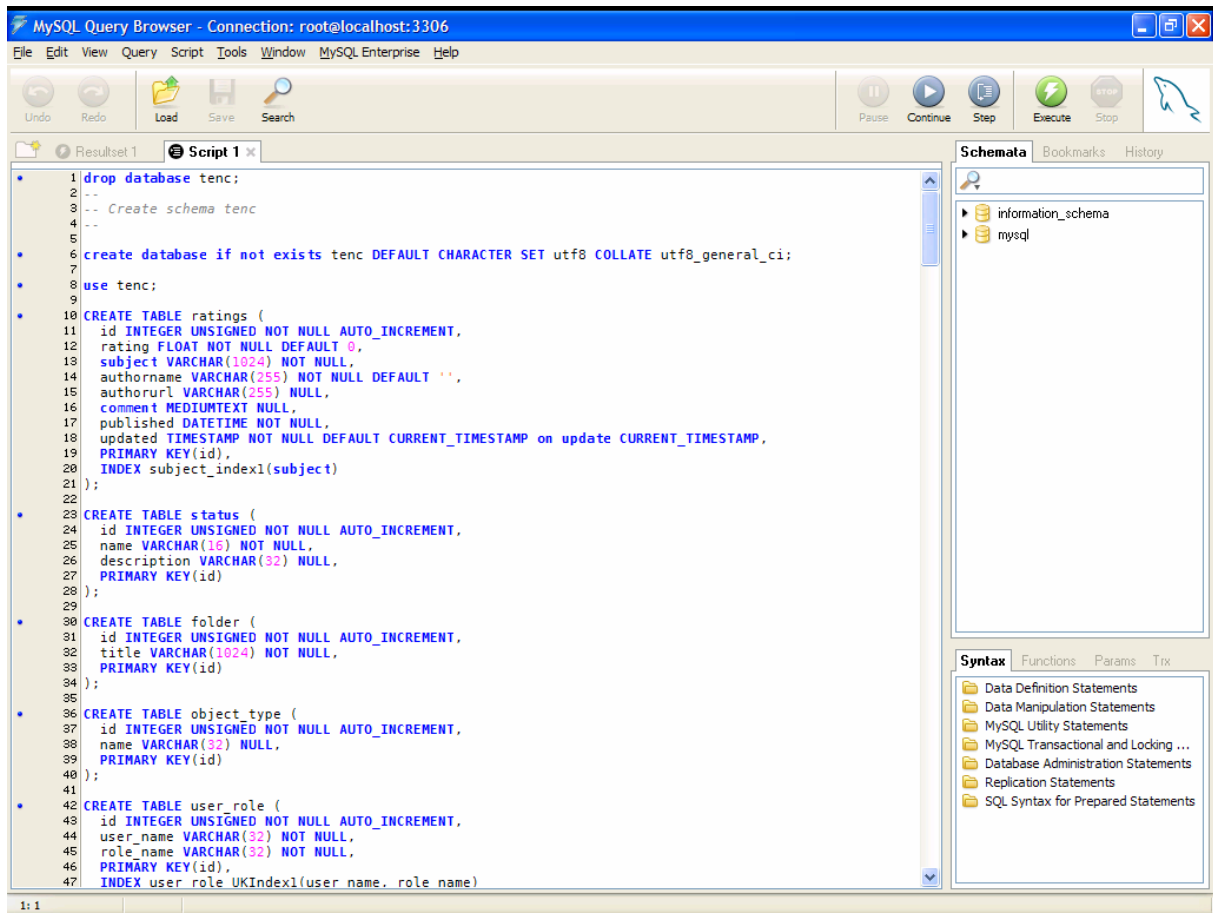 MySQL Query Browser - Connection: root@localhost:3306
File Edit View Query Script Tools Window MySQL Enterprise Help
Undo Redo Load Save Search Pause Continue Step Execute Stop
Resultset 1 Script 1
1 drop database tenc;
2 --
3 -- Create schema tenc
4 --
5
6 create database if not exists tenc DEFAULT CHARACTER SET utf8 COLLATE utf8_general_ci;
7
8 use tenc;
9
10 CREATE TABLE ratings (
11 id INTEGER UNSIGNED NOT NULL AUTO_INCREMENT,
12 rating FLOAT NOT NULL DEFAULT 0,
13 subject VARCHAR(1024) NOT NULL,
14 authorname VARCHAR(255) NOT NULL DEFAULT '',
15 authorurl VARCHAR(255) NULL,
16 comment MEDIUMTEXT NULL,
17 published DATETIME NOT NULL,
18 updated TIMESTAMP NOT NULL DEFAULT CURRENT_TIMESTAMP on update CURRENT_TIMESTAMP,
19 PRIMARY KEY(id),
20 INDEX subject_index1(subject)
21 );
22
23 CREATE TABLE status (
24 id INTEGER UNSIGNED NOT NULL AUTO_INCREMENT,
25 name VARCHAR(16) NOT NULL,
26 description VARCHAR(32) NULL,
27 PRIMARY KEY(id)
28 );
29
30 CREATE TABLE folder (
31 id INTEGER UNSIGNED NOT NULL AUTO_INCREMENT,
32 title VARCHAR(1024) NOT NULL,
33 PRIMARY KEY(id)
34 );
35
36 CREATE TABLE object_type (
37 id INTEGER UNSIGNED NOT NULL AUTO_INCREMENT,
38 name VARCHAR(32) NULL,
39 PRIMARY KEY(id)
40 );
41
42 CREATE TABLE user_role (
43 id INTEGER UNSIGNED NOT NULL AUTO_INCREMENT,
44 user_name VARCHAR(32) NOT NULL,
45 role_name VARCHAR(32) NOT NULL,
46 PRIMARY KEY(id),
47 INDEX user_role_UKIndex1(user_name, role_name)
Schemata Bookmarks History
information_schema
mysql
Syntax Functions Params Trx
Data Definition Statements
Data Manipulation Statements
MySQL Utility Statements
MySQL Transactional and Locking ...
Database Administration Statements
Replication Statements
SQL Syntax for Prepared Statements
1: 1